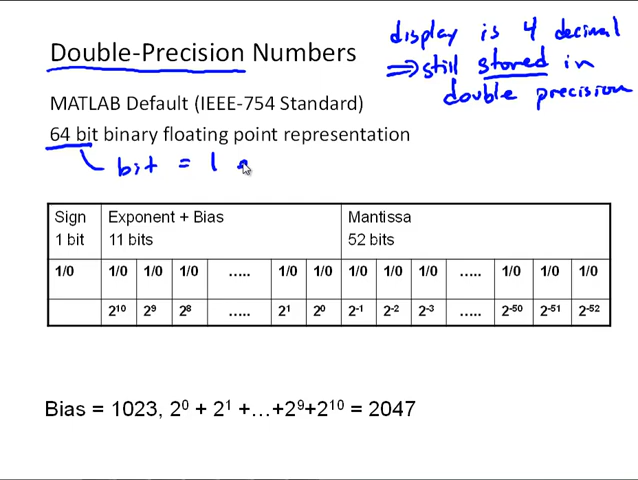 Double-Precision Numbers
display is 4 decimal
⇒ still stored in
double precision
MATLAB Default (IEEE-754 Standard)
64 bit binary floating point representation
bit = 1
Sign Exponent + Bias Mantissa
1 bit 11 bits 52 bits
1/0 1/0 1/0 1/0 ..... 1/0 1/0 1/0 1/0 1/0 ..... 1/0 1/0 1/0
2¹⁰ 2⁹ 2⁸ ..... 2¹ 2⁰ 2⁻¹ 2⁻² 2⁻³ ..... 2⁻⁵⁰ 2⁻⁵¹ 2⁻⁵²
Bias = 1023, 2⁰ + 2¹ +…+2⁹+2¹⁰ = 2047